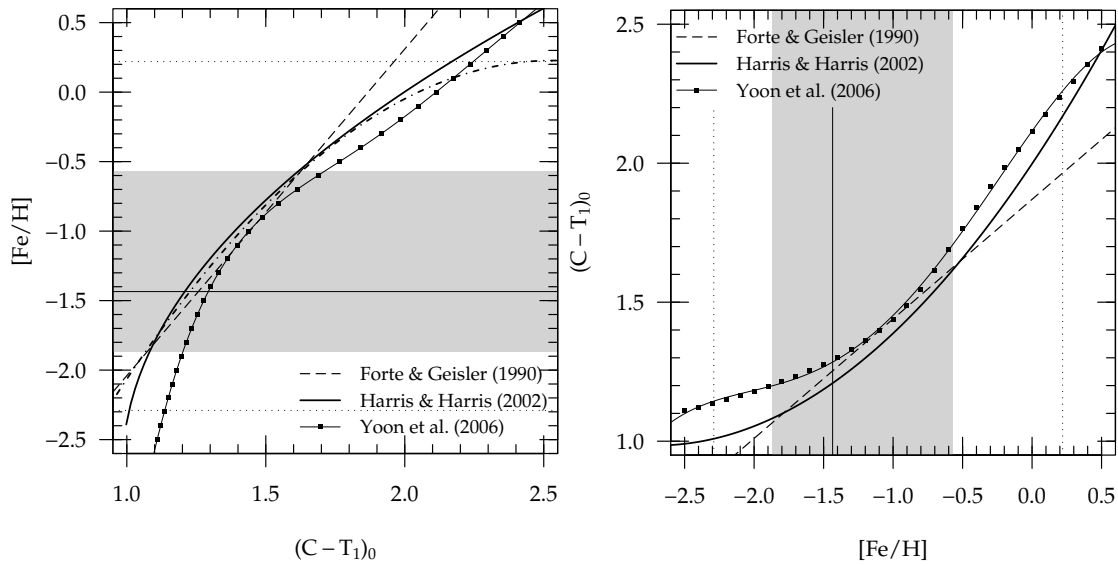 0.5
0.0
−0.5
−1.0
−1.5
−2.0
−2.5
[Fe/H]
Forte & Geisler (1990)
Harris & Harris (2002)
Yoon et al. (2006)
1.0 1.5 2.0 2.5
(C − T1)0
2.5
2.0
1.5
1.0
(C − T1)0
Forte & Geisler (1990)
Harris & Harris (2002)
Yoon et al. (2006)
−2.5 −2.0 −1.5 −1.0 −0.5 0.0 0.5
[Fe/H]